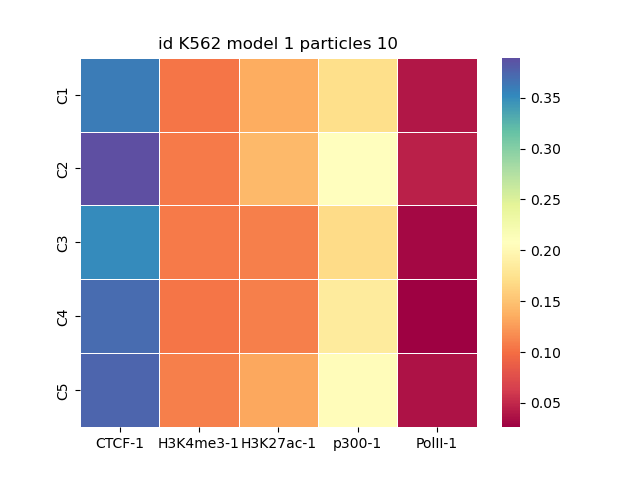 id K562 model 1 particles 10
C1
C2
C3
C4
C5
CTCF-1 H3K4me3-1 H3K27ac-1 p300-1 PolII-1
0.35
0.30
0.25
0.20
0.15
0.10
0.05